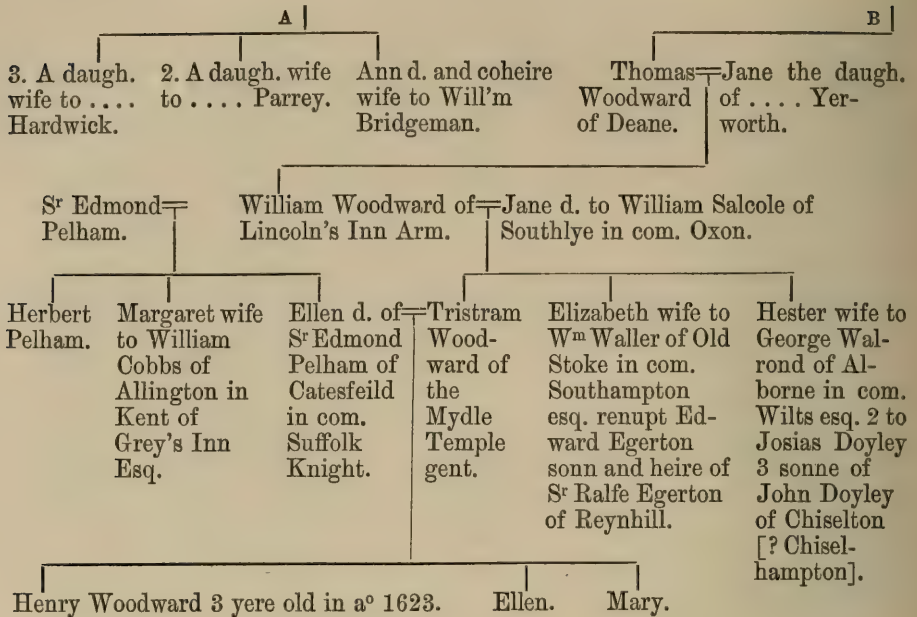 A
B
3. A daugh.
wife to ....
Hardwick.
2. A daugh. wife
to .... Parrey.
Ann d. and coheire
wife to Will'm
Bridgeman.
Thomas=Jane the daugh.
Woodward
of Deane.
of .... Yer-
worth.
Sr Edmond=
Pelham.
William Woodward of=Jane d. to William Salcole of
Lincoln's Inn Arm.
Southlye in com. Oxon.
Herbert
Pelham.
Margaret wife
to William
Cobbs of
Allington in
Kent of
Grey's Inn
Esq.
Ellen d. of=Tristram
Sr Edmond
Pelham of
Catesfeild
in com.
Suffolk
Knight.
Wood-
ward of
the
Mydle
Temple
gent.
Elizabeth wife to
Wm Waller of Old
Stoke in com.
Southampton
esq. renupt Ed-
ward Egerton
sonn and heire of
Sr Ralfe Egerton
of Reynhill.
Hester wife to
George Wal-
rond of Al-
borne in com.
Wilts esq. 2 to
Josias Doyley
3 sonne of
John Doyley
of Chiselton
[? Chisel-
hampton].
Henry Woodward 3 yere old in ao 1623.
Ellen.
Mary.